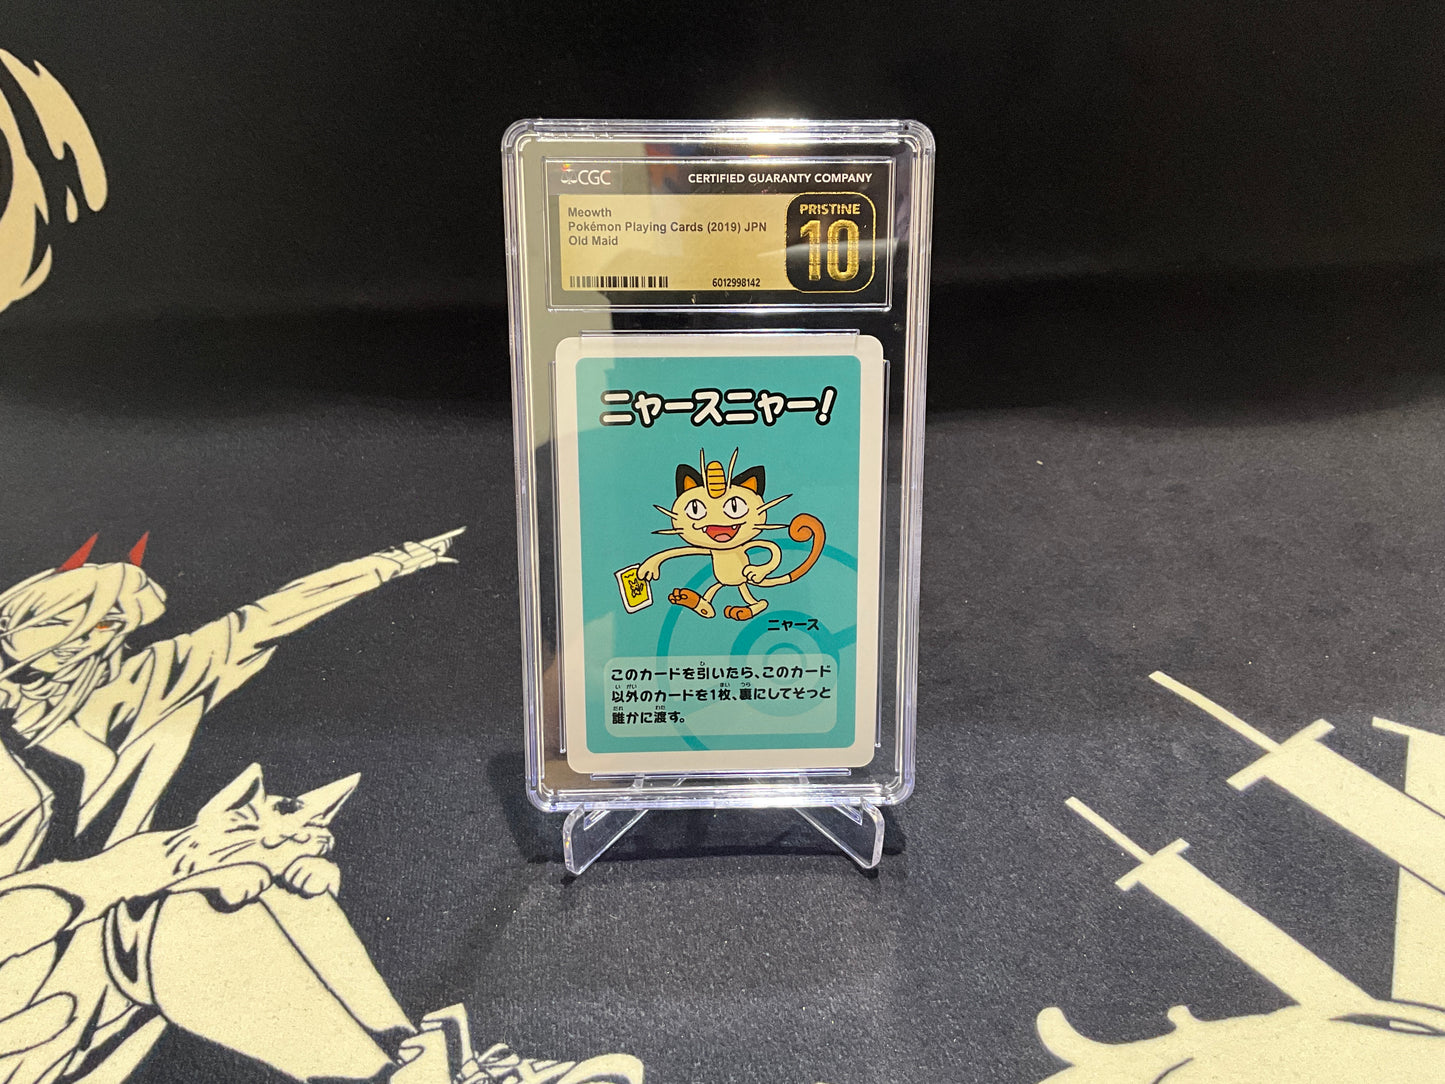 CGC
CERTIFIED GUARANTY COMPANY
Meowth
Pokémon Playing Cards (2019) JPN
Old Maid
6012998142
PRISTINE
10
ニャースニャー!
ニャース
このカードを引いたら、このカード
以外のカードを1枚、裏にしてそっと
誰かに渡す。